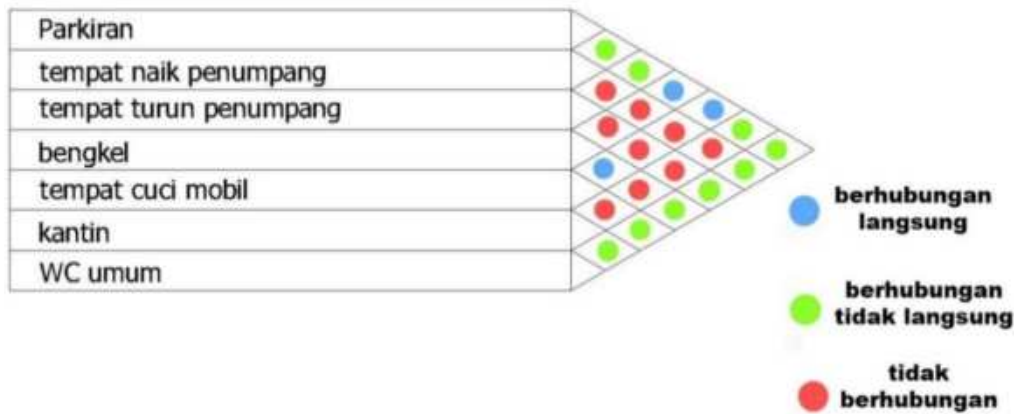 Parkiran
tempat naik penumpang
tempat turun penumpang
bengkel
tempat cuci mobil
kantin
WC umum
berhubungan
langsung
berhubungan
tidak langsung
tidak
berhubungan